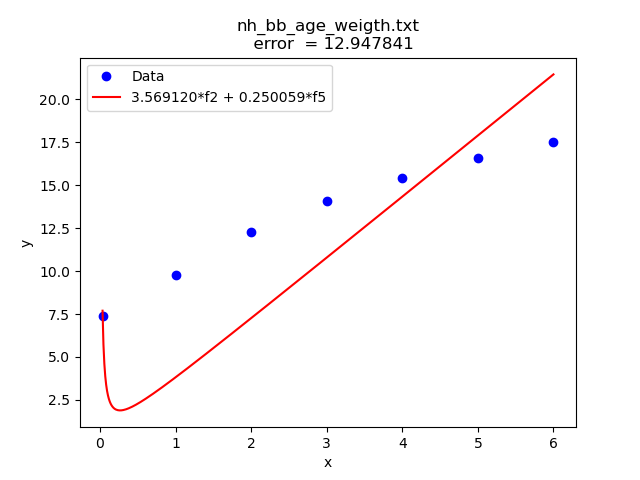 nh_bb_age_weigth.txt
error = 12.947841
Data
3.569120*f2 + 0.250059*f5
20.0
17.5
15.0
12.5
10.0
7.5
5.0
2.5
y
0 1 2 3 4 5 6
x